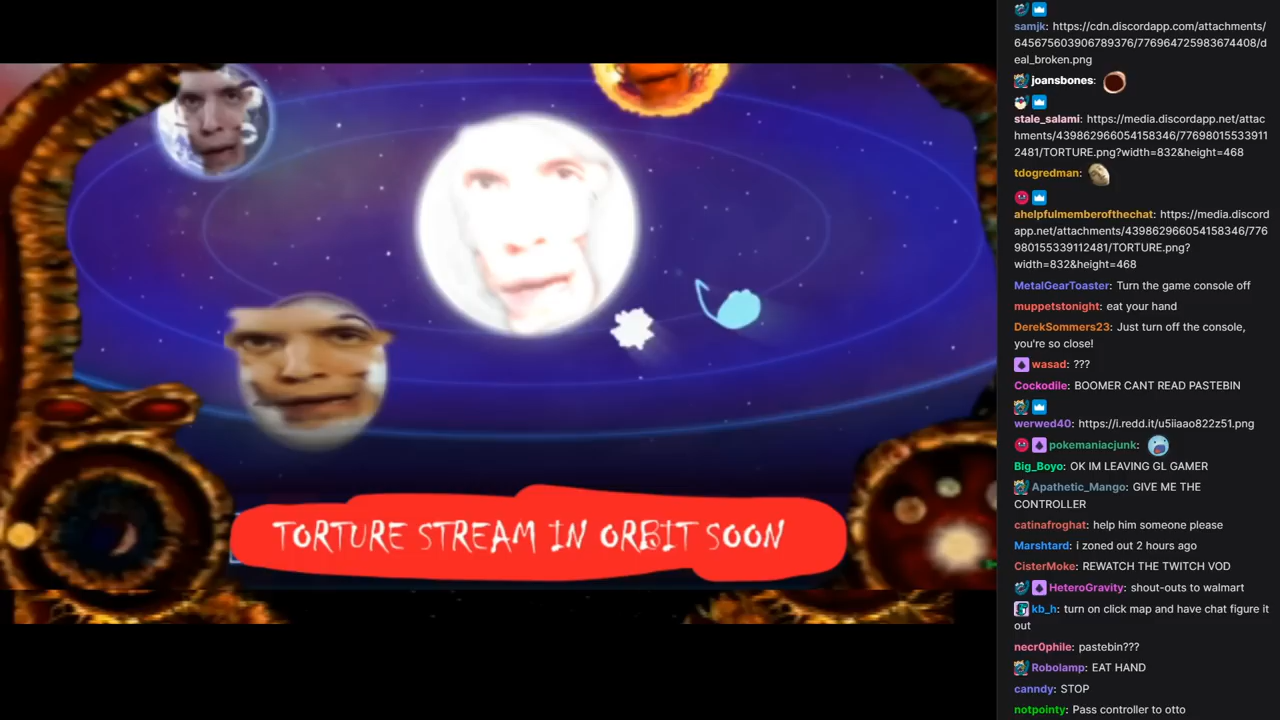 TORTURE STREAM IN ORBIT SOON
samjk: https://cdn.discordapp.com/attachments/
645675603906789376/776964725983674408/d
eal_broken.png
joansbones:
stale_salami: https://media.discordapp.net/attac
hments/439862966054158346/77698015533911
2481/TORTURE.png?width=832&height=468
tdogredman:
ahelpfulmemberofthechat: https://media.discord
app.net/attachments/439862966054158346/776
980155339112481/TORTURE.png?
width=832&height=468
MetalGearToaster: Turn the game console off
muppetstonight: eat your hand
DerekSommers23: Just turn off the console,
you're so close!
wasad: ???
Cockodile: BOOMER CANT READ PASTEBIN
werwed40: https://i.redd.it/u5iiaao822z51.png
pokemaniacjunk:
Big_Boyo: OK IM LEAVING GL GAMER
Apathetic_Mango: GIVE ME THE
CONTROLLER
catinafroghat: help him someone please
Marshtard: i zoned out 2 hours ago
CisterMoke: REWATCH THE TWITCH VOD
HeteroGravity: shout-outs to walmart
kb_h: turn on click map and have chat figure it
out
necr0phile: pastebin???
Robolamp: EAT HAND
canndy: STOP
notpointy: Pass controller to otto